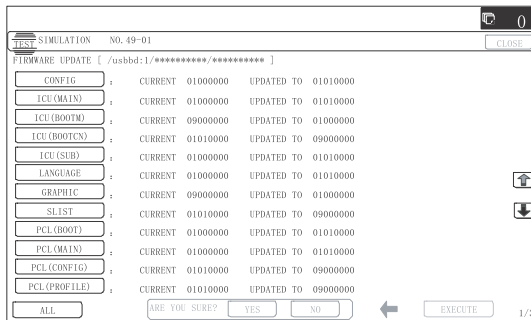 0
TEST SIMULATION NO. 49-01
CLOSE
FIRMWARE UPDATE [ /usbbd:1/**********/********** ]
CONFIG : CURRENT 01000000 UPDATED TO 01010000
ICU(MAIN) : CURRENT 01000000 UPDATED TO 01010000
ICU(BOOTM) : CURRENT 09000000 UPDATED TO 01000000
ICU(BOOTCN) : CURRENT 01010000 UPDATED TO 09000000
ICU(SUB) : CURRENT 01000000 UPDATED TO 01010000
LANGUAGE : CURRENT 01000000 UPDATED TO 01010000
GRAPHIC : CURRENT 09000000 UPDATED TO 01000000
SLIST : CURRENT 01010000 UPDATED TO 09000000
PCL(BOOT) : CURRENT 01000000 UPDATED TO 01010000
PCL(MAIN) : CURRENT 01000000 UPDATED TO 01010000
PCL(CONFIG) : CURRENT 01010000 UPDATED TO 09000000
PCL(PROFILE) : CURRENT 01010000 UPDATED TO 09000000
ALL ARE YOU SURE? YES NO EXECUTE